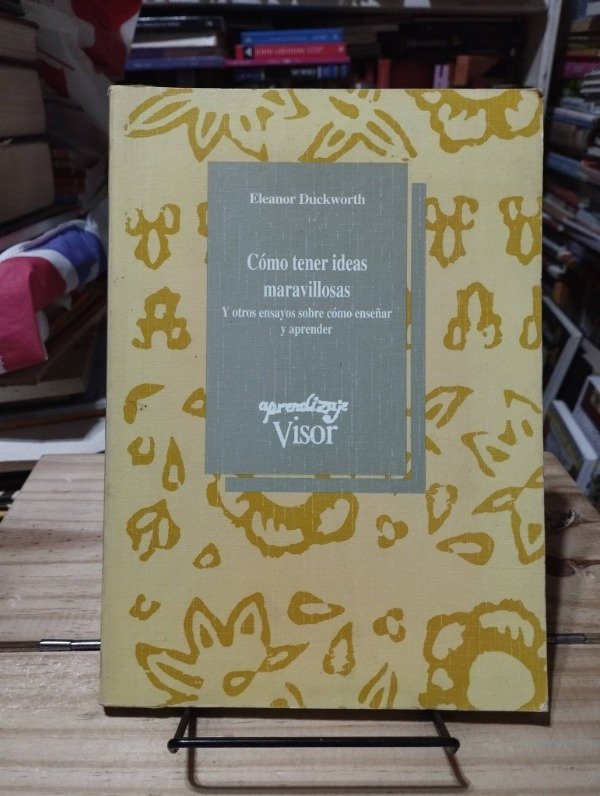 Eleanor Duckworth
Cómo tener ideas
maravillosas
Y otros ensayos sobre cómo enseñar
y aprender
aprendizaje
Visor